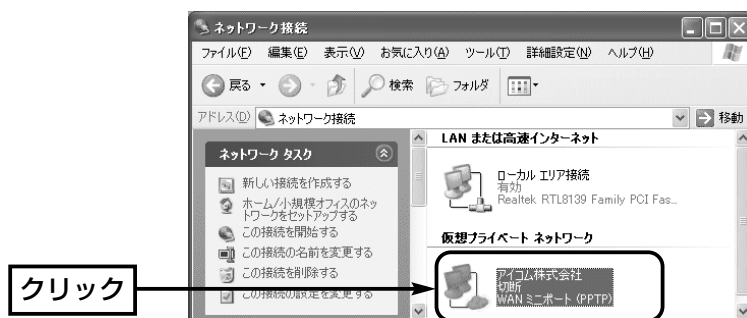 ネットワーク接続
ファイル(F) 編集(E) 表示(V) お気に入り(A) ツール(T) 詳細設定(N) ヘルプ(H)
戻る 検索 フォルダ
アドレス(D) ネットワーク接続 移動
ネットワーク タスク
新しい接続を作成する
ホーム/小規模オフィスのネッ
トワークをセットアップする
この接続を開始する
この接続の名前を変更する
この接続を削除する
この接続の設定を変更する
LAN または高速インターネット
ローカル エリア接続
有効
Realtek RTL8139 Family PCI Fas...
仮想プライベート ネットワーク
アイコム株式会社
切断
WAN ミニポート (PPTP)
クリック